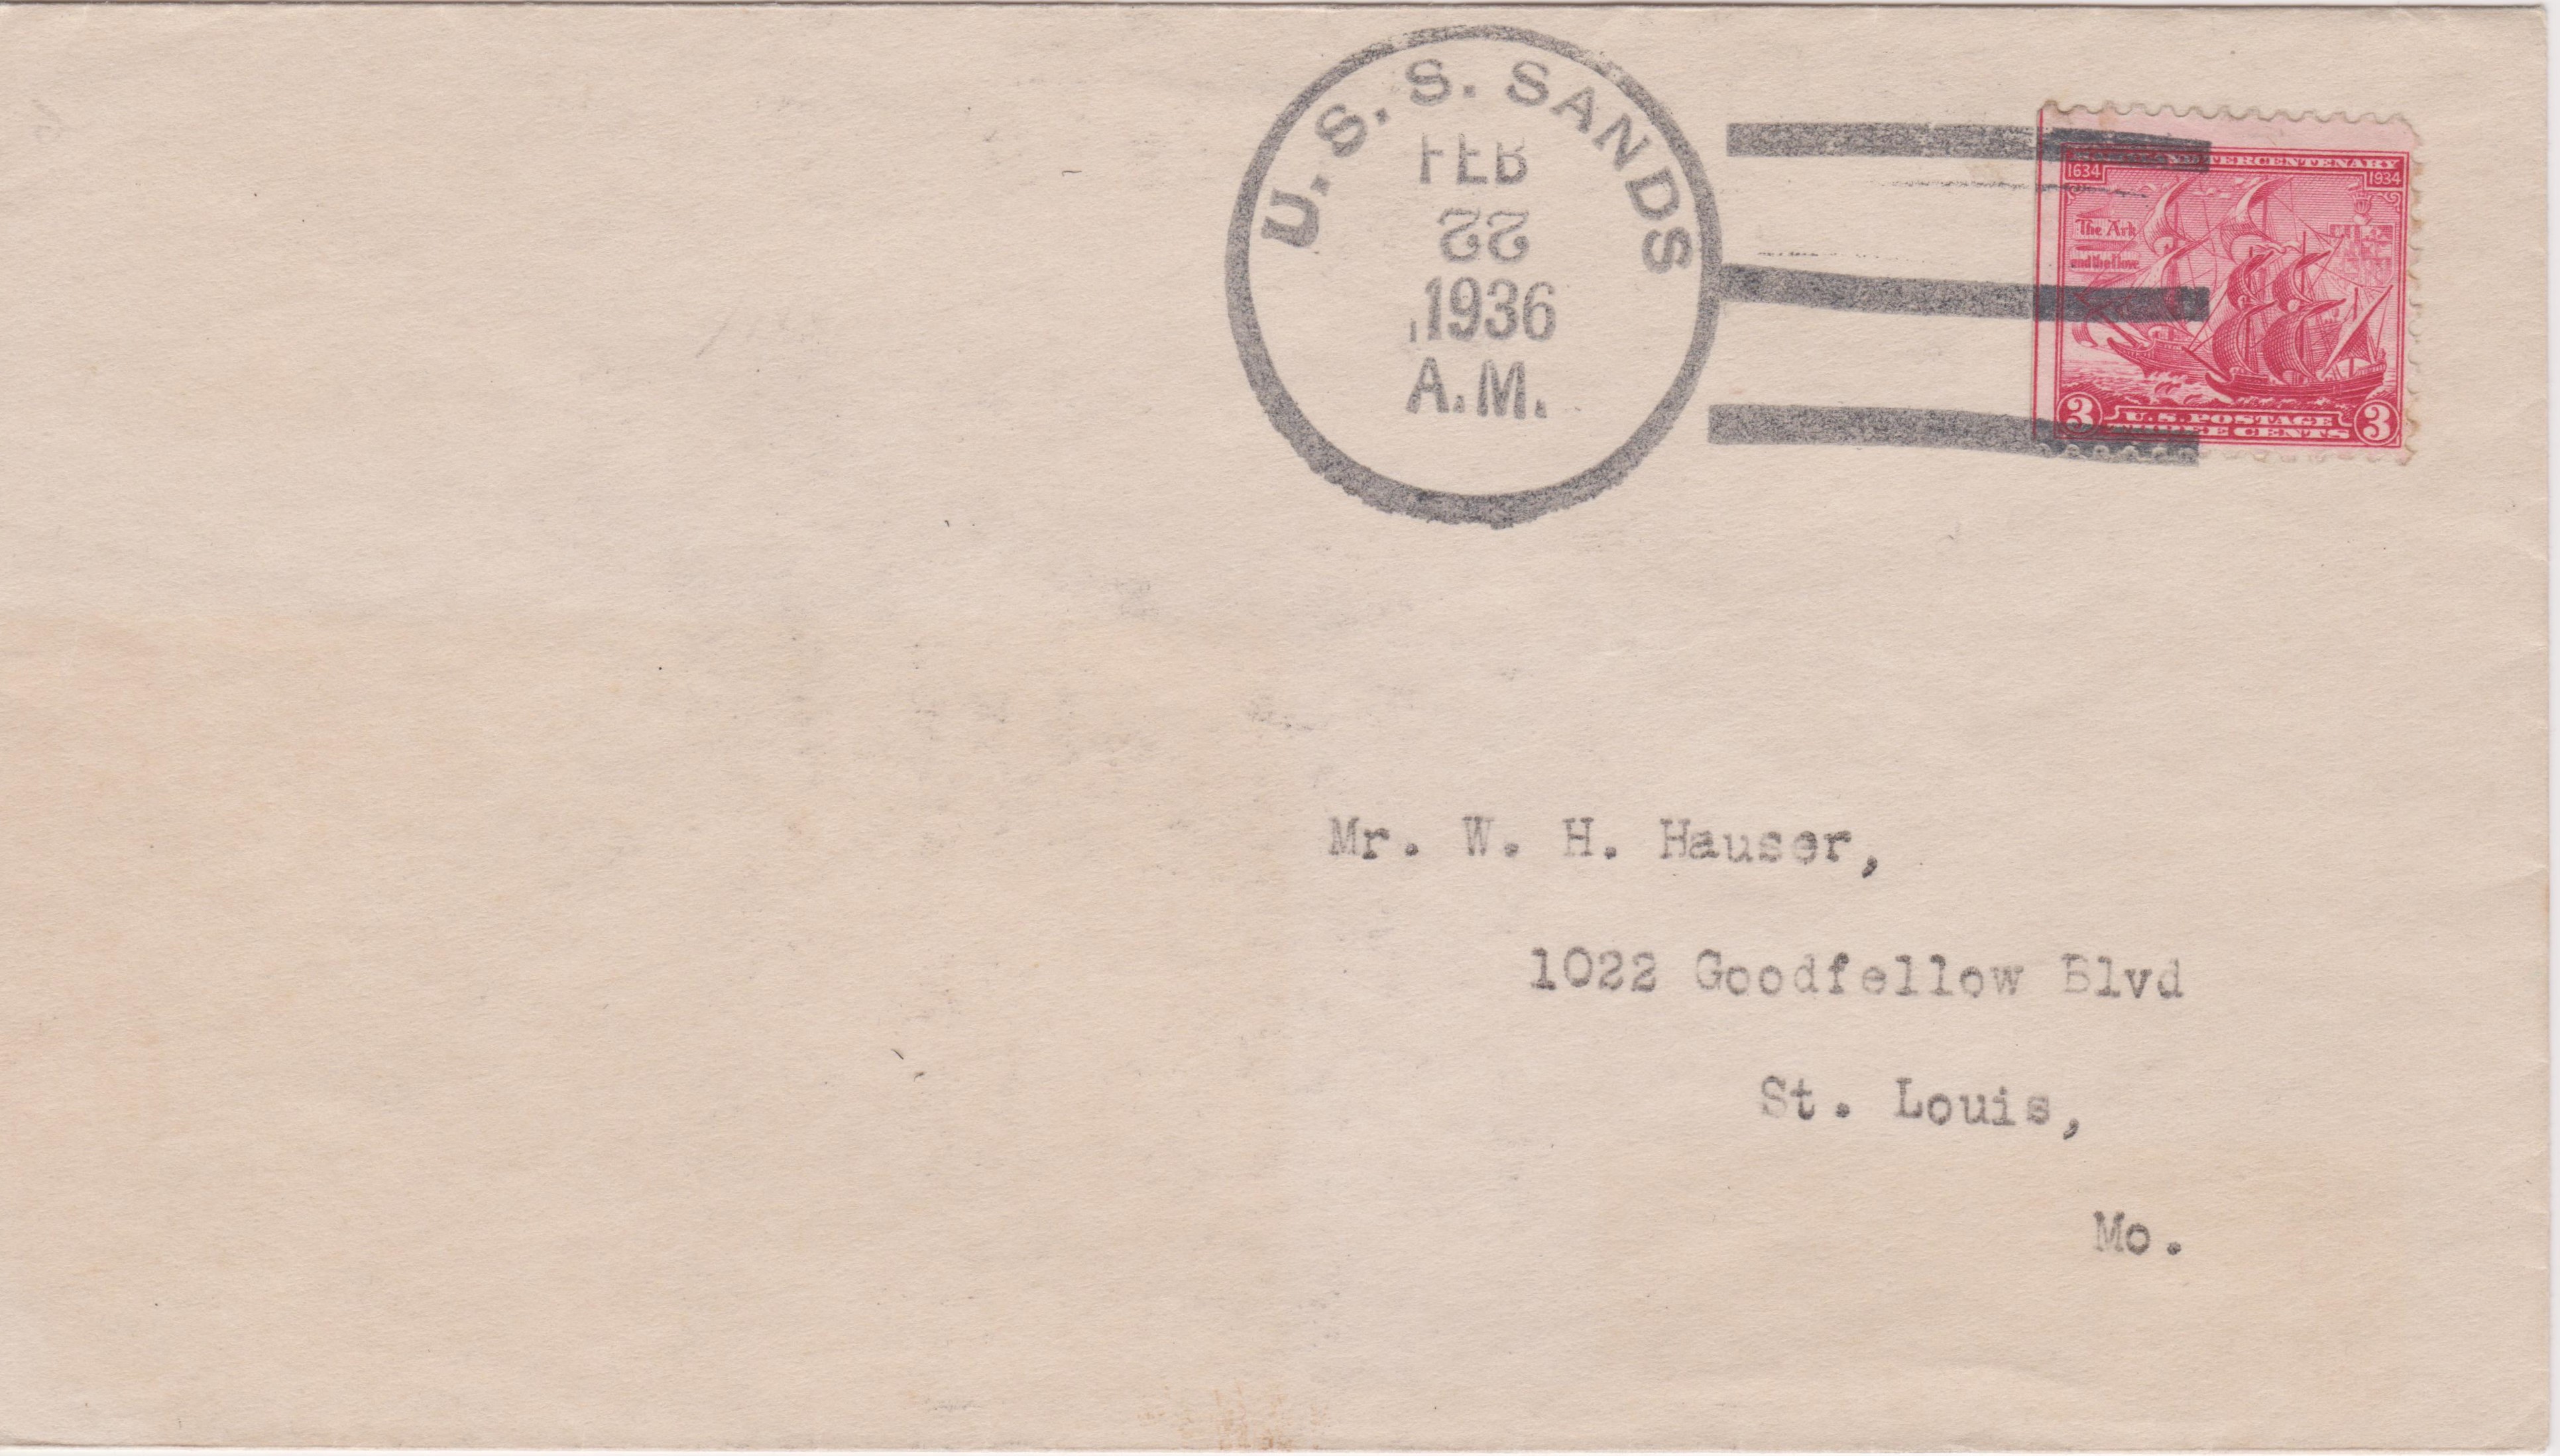 U. S. S. SANDS
FEB
22
1936
A.M.
TERCENTENARY
1634 1934
The Ark
and the Dove
3 U.S. POSTAGE 3
THREE CENTS
Mr. W. H. Hauser,
1022 Goodfellow Blvd
St. Louis,
Mo.